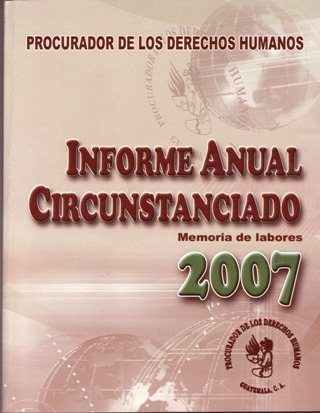 PROCURADOR DE LOS DERECHOS HUMANOS
INFORME ANUAL
CIRCUNSTANCIADO
Memoria de labores
2007
PROCURADOR DE LOS DERECHOS HUMANOS
GUATEMALA, C. A.